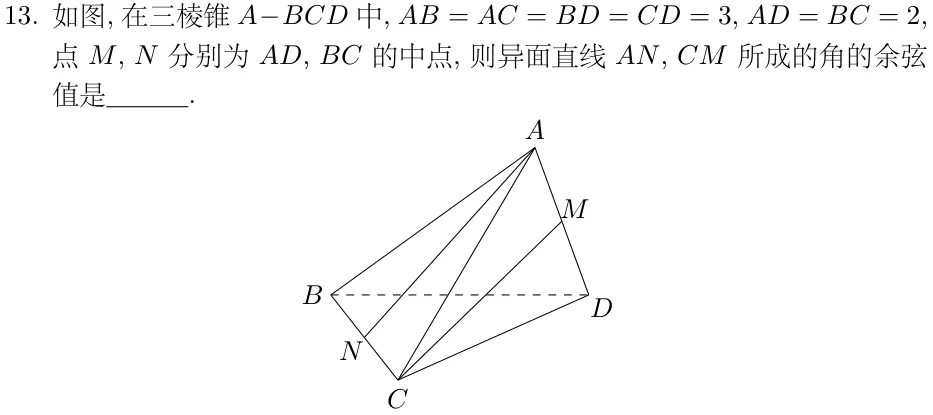 13. 如图, 在三棱锥 A−BCD 中, AB = AC = BD = CD = 3, AD = BC = 2,
点 M, N 分别为 AD, BC 的中点, 则异面直线 AN, CM 所成的角的余弦
值是______.
A
M
B
D
N
C